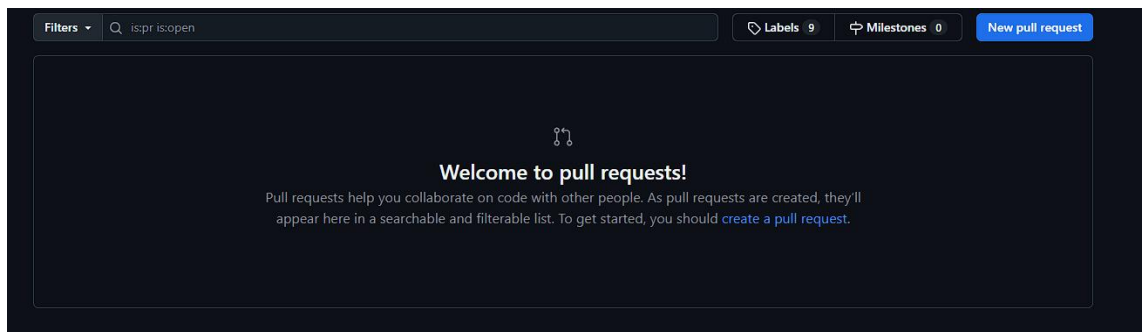 Filters is:pr is:open Labels 9 Milestones 0 New pull request
Welcome to pull requests!
Pull requests help you collaborate on code with other people. As pull requests are created, they'll
appear here in a searchable and filterable list. To get started, you should create a pull request.